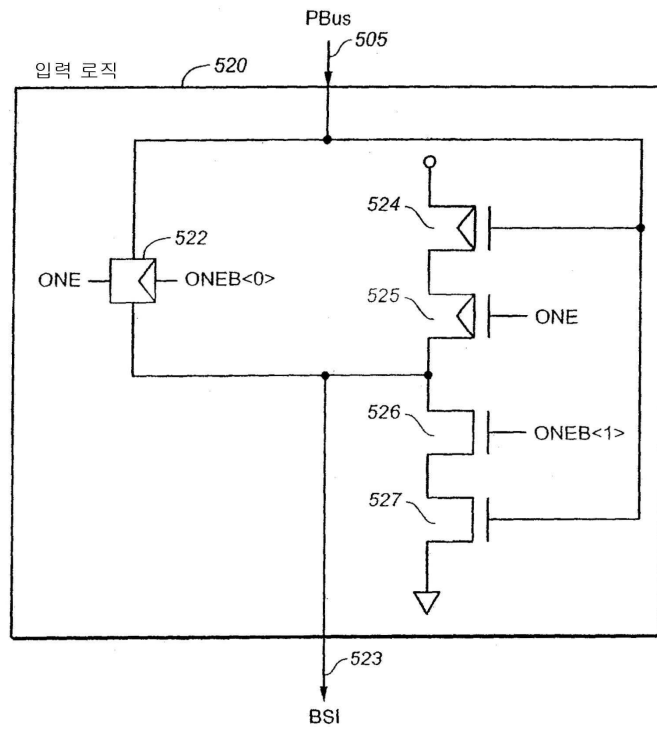 PBus
505
입력 로직
520
524
522
ONE
ONEB<0>
525
ONE
526
ONEB<1>
527
523
BSI